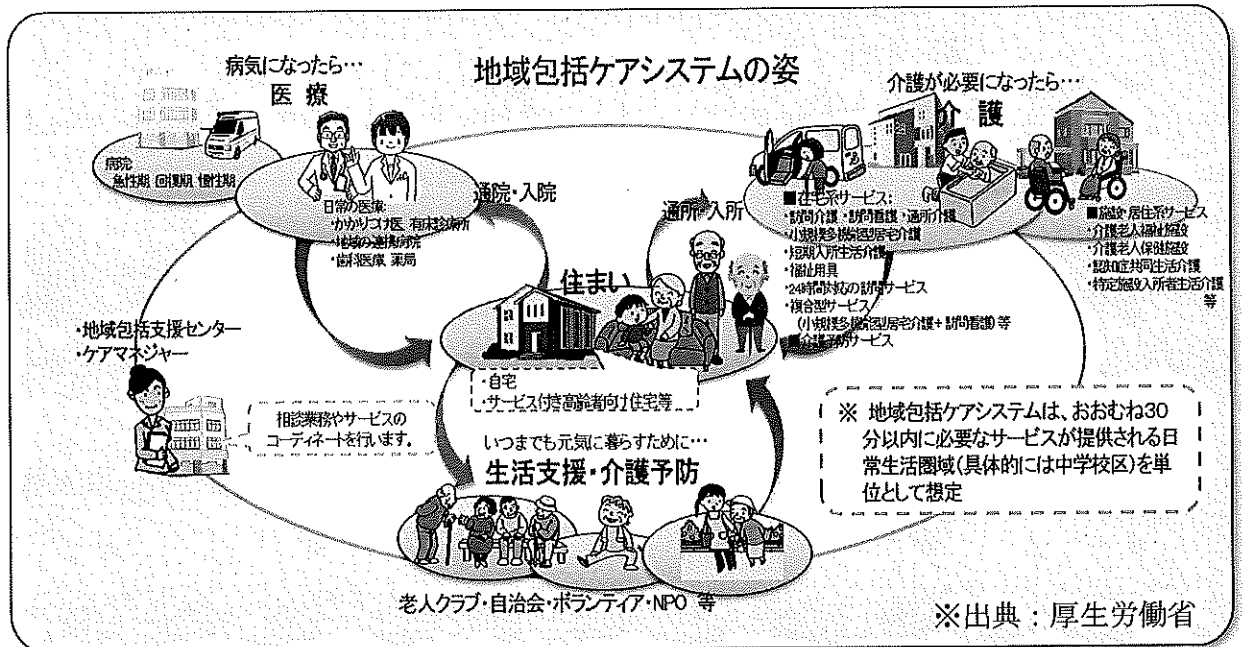 地域包括ケアシステムの姿
病気になったら…
医療
病院
急性期 回復期 慢性期
日常の医療:
・かかりつけ医 有床診療所
・地域の連携病院
・歯科医療 薬局
通院・入院
通所・入所
介護が必要になったら…
介護
■在宅系サービス:
・訪問介護・訪問看護・通所介護
・小規模多機能型居宅介護
・短期入所生活介護
・福祉用具
・24時間対応の訪問サービス
・複合型サービス
(小規模多機能型居宅介護+訪問看護)等
■介護予防サービス
■施設・居住系サービス
・介護老人福祉施設
・介護老人保健施設
・認知症共同生活介護
・特定施設入所者生活介護
等
住まい
・自宅
・サービス付き高齢者向け住宅等
・地域包括支援センター
・ケアマネジャー
相談業務やサービスの
コーディネートを行います。
いつまでも元気に暮らすために…
生活支援・介護予防
老人クラブ・自治会・ボランティア・NPO 等
※ 地域包括ケアシステムは、おおむね30
分以内に必要なサービスが提供される日
常生活圏域(具体的には中学校区)を単
位として想定
※出典:厚生労働省